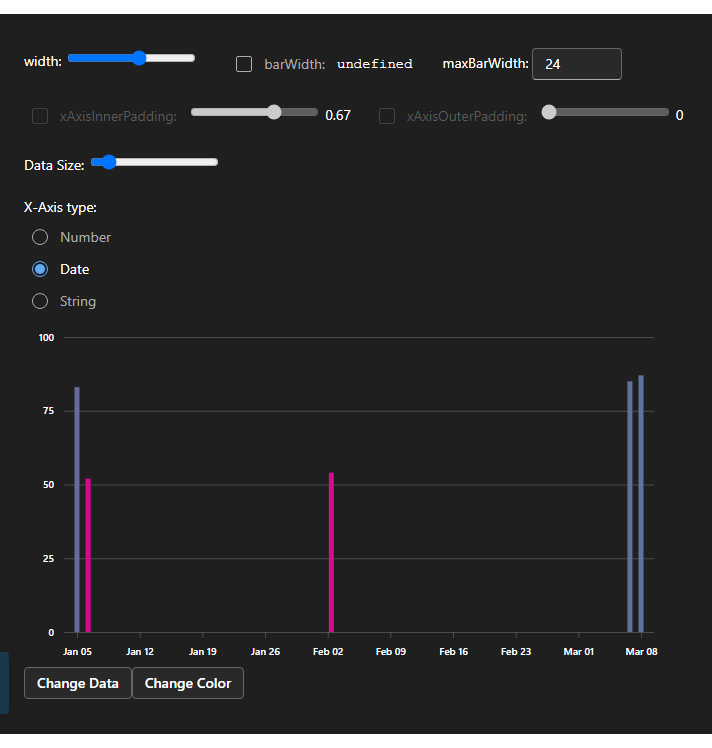 width: barWidth: undefined maxBarWidth: 24
xAxisInnerPadding: 0.67 xAxisOuterPadding: 0
Data Size:
X-Axis type:
Number
Date
String
100
75
50
25
0
Jan 05 Jan 12 Jan 19 Jan 26 Feb 02 Feb 09 Feb 16 Feb 23 Mar 01 Mar 08
Change Data Change Color